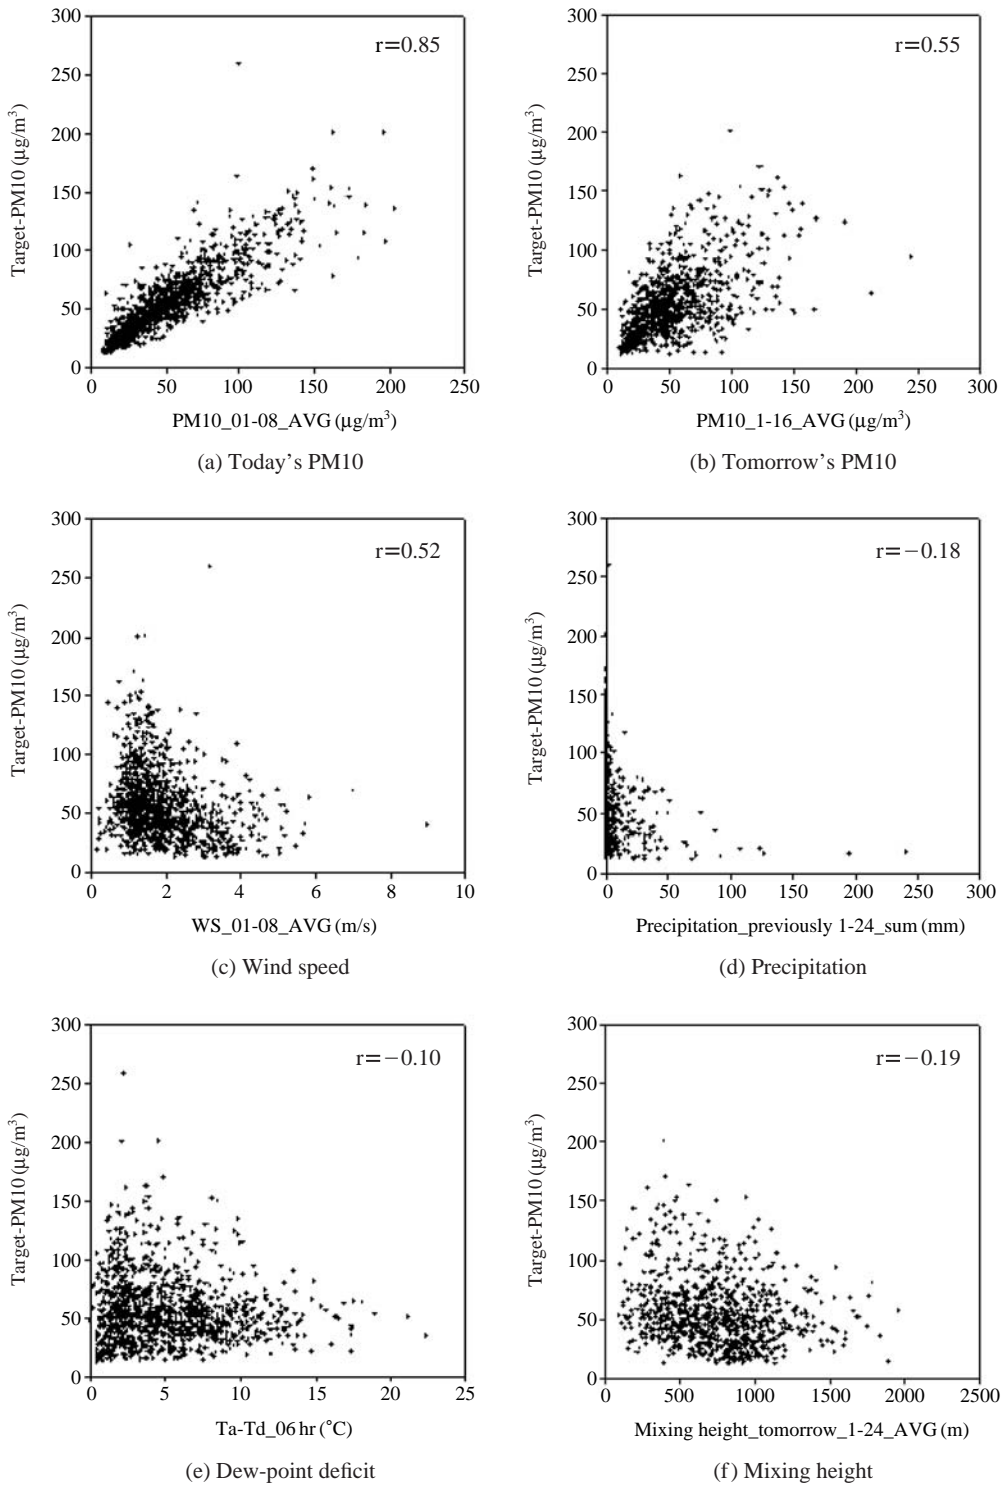 300
250
200
150
100
50
0
Target-PM10 (μg/m³)
r=0.85
0 50 100 150 200 250
PM10_01-08_AVG (μg/m³)
(a) Today's PM10
300
250
200
150
100
50
0
Target-PM10 (μg/m³)
r=0.55
0 50 100 150 200 250 300
PM10_1-16_AVG (μg/m³)
(b) Tomorrow's PM10
300
250
200
150
100
50
0
Target-PM10 (μg/m³)
r=0.52
0 2 4 6 8 10
WS_01-08_AVG (m/s)
(c) Wind speed
300
250
200
150
100
50
0
Target-PM10 (μg/m³)
r=−0.18
0 50 100 150 200 250 300
Precipitation_previously 1-24_sum (mm)
(d) Precipitation
300
250
200
150
100
50
0
Target-PM10 (μg/m³)
r=−0.10
0 5 10 15 20 25
Ta-Td_06 hr (°C)
(e) Dew-point deficit
300
250
200
150
100
50
0
Target-PM10 (μg/m³)
r=−0.19
0 500 1000 1500 2000 2500
Mixing height_tomorrow_1-24_AVG (m)
(f) Mixing height